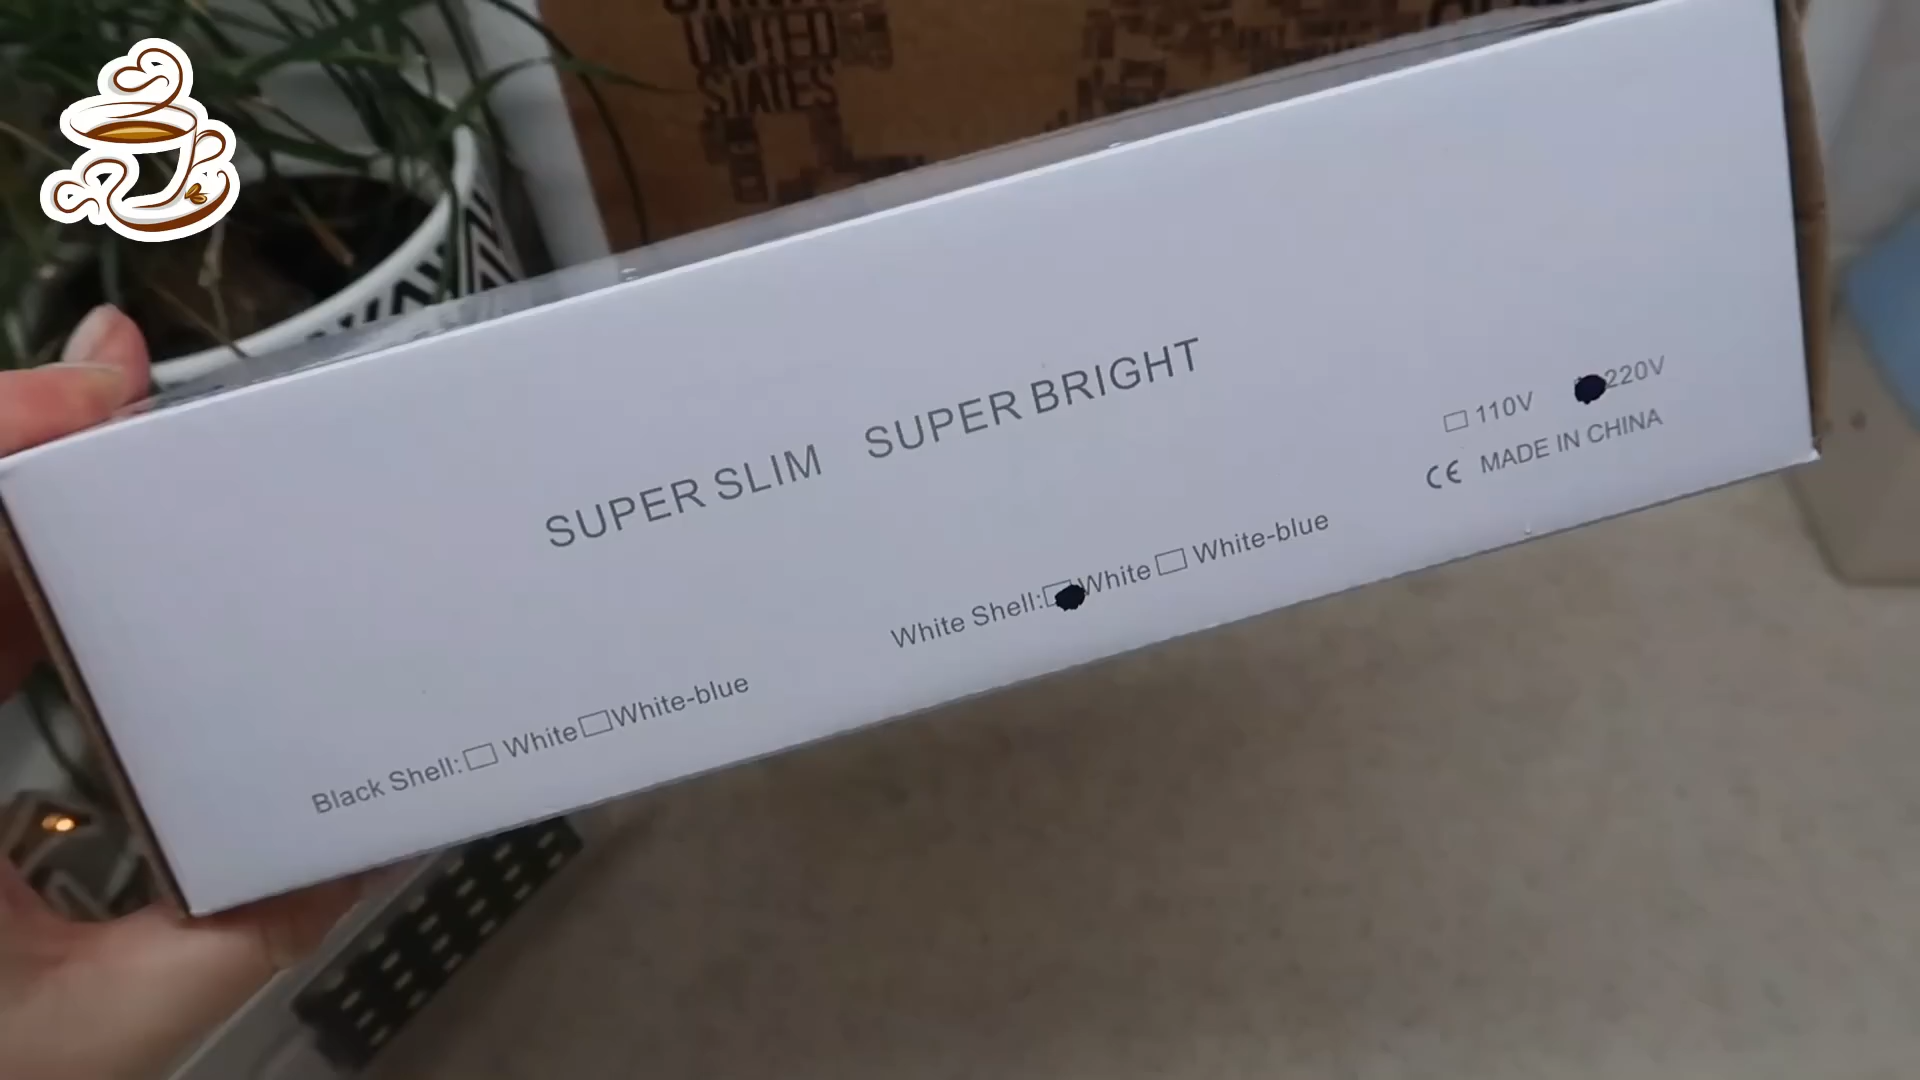 UNITED
STATES
SUPER SLIM SUPER BRIGHT
110V 220V
CE MADE IN CHINA
White Shell: White White-blue
Black Shell: White White-blue